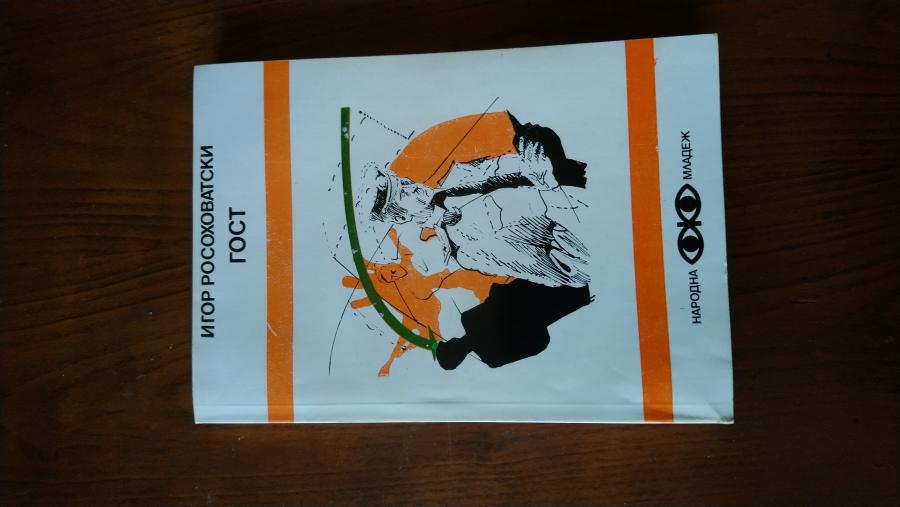 ИГОР РОСОХОВАТСКИ
ГОСТ
НАРОДНА МЛАДЕЖ